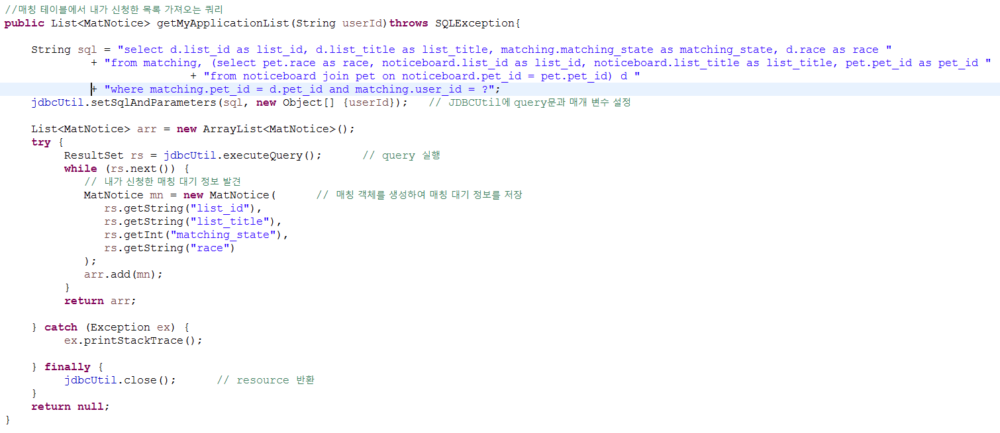 //매칭 테이블에서 내가 신청한 목록 가져오는 쿼리
public List<MatNotice> getMyApplicationList(String userId)throws SQLException{
String sql = "select d.list_id as list_id, d.list_title as list_title, matching.matching_state as matching_state, d.race as race "
+ "from matching, (select pet.race as race, noticeboard.list_id as list_id, noticeboard.list_title as list_title, pet.pet_id as pet_id "
+ "from noticeboard join pet on noticeboard.pet_id = pet.pet_id) d "
+ "where matching.pet_id = d.pet_id and matching.user_id = ?";
jdbcUtil.setSqlAndParameters(sql, new Object[] {userId}); // JDBCUtil에 query문과 매개 변수 설정
List<MatNotice> arr = new ArrayList<MatNotice>();
try {
ResultSet rs = jdbcUtil.executeQuery(); // query 실행
while (rs.next()) {
// 내가 신청한 매칭 대기 정보 발견
MatNotice mn = new MatNotice( // 매칭 객체를 생성하여 매칭 대기 정보를 저장
rs.getString("list_id"),
rs.getString("list_title"),
rs.getInt("matching_state"),
rs.getString("race")
);
arr.add(mn);
}
return arr;
} catch (Exception ex) {
ex.printStackTrace();
} finally {
jdbcUtil.close(); // resource 반환
}
return null;
}